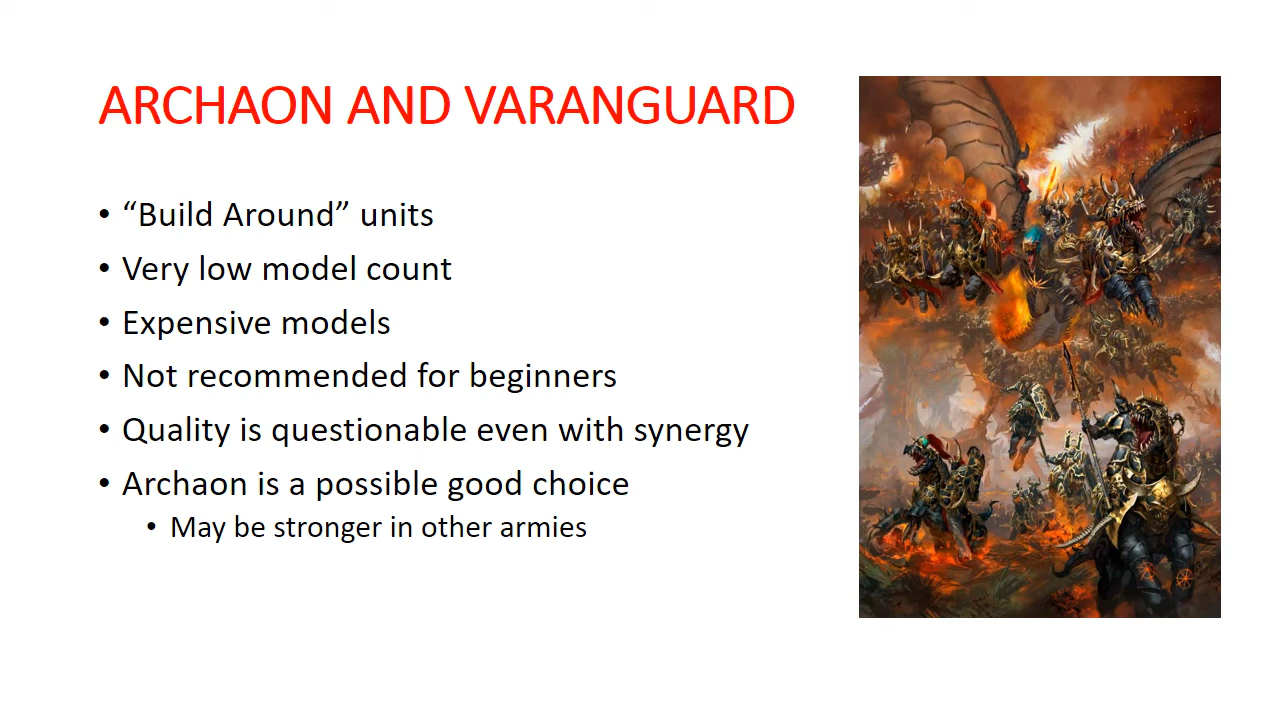 ARCHAON AND VARANGUARD
• “Build Around” units
• Very low model count
• Expensive models
• Not recommended for beginners
• Quality is questionable even with synergy
• Archaon is a possible good choice
• May be stronger in other armies